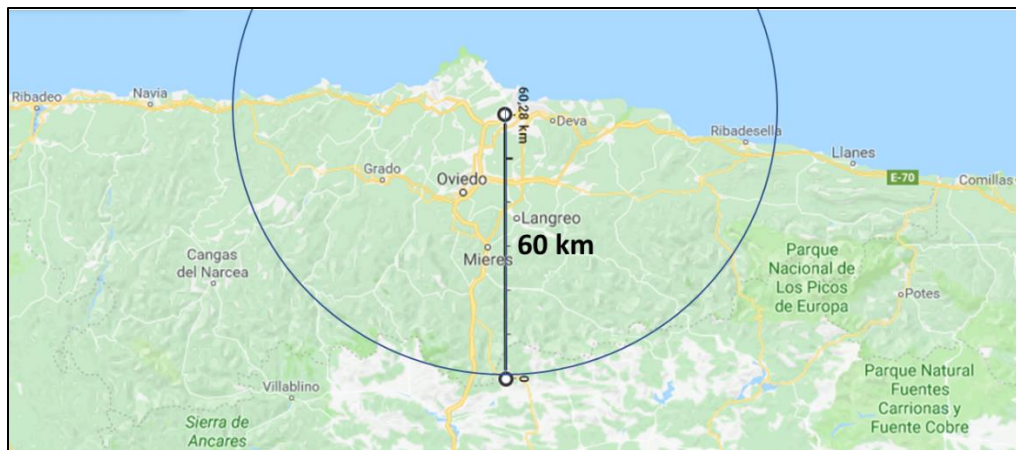 Ribadeo
Navia
60,28 km
Deva
Ribadesella
Llanes
E-70
Comillas
Grado
Oviedo
Langreo
60 km
Mieres
Cangas
del Narcea
Parque
Nacional de
Los Picos
de Europa
Potes
0
Villablino
Sierra de
Ancares
Parque Natural
Fuentes
Carrionas y
Fuente Cobre